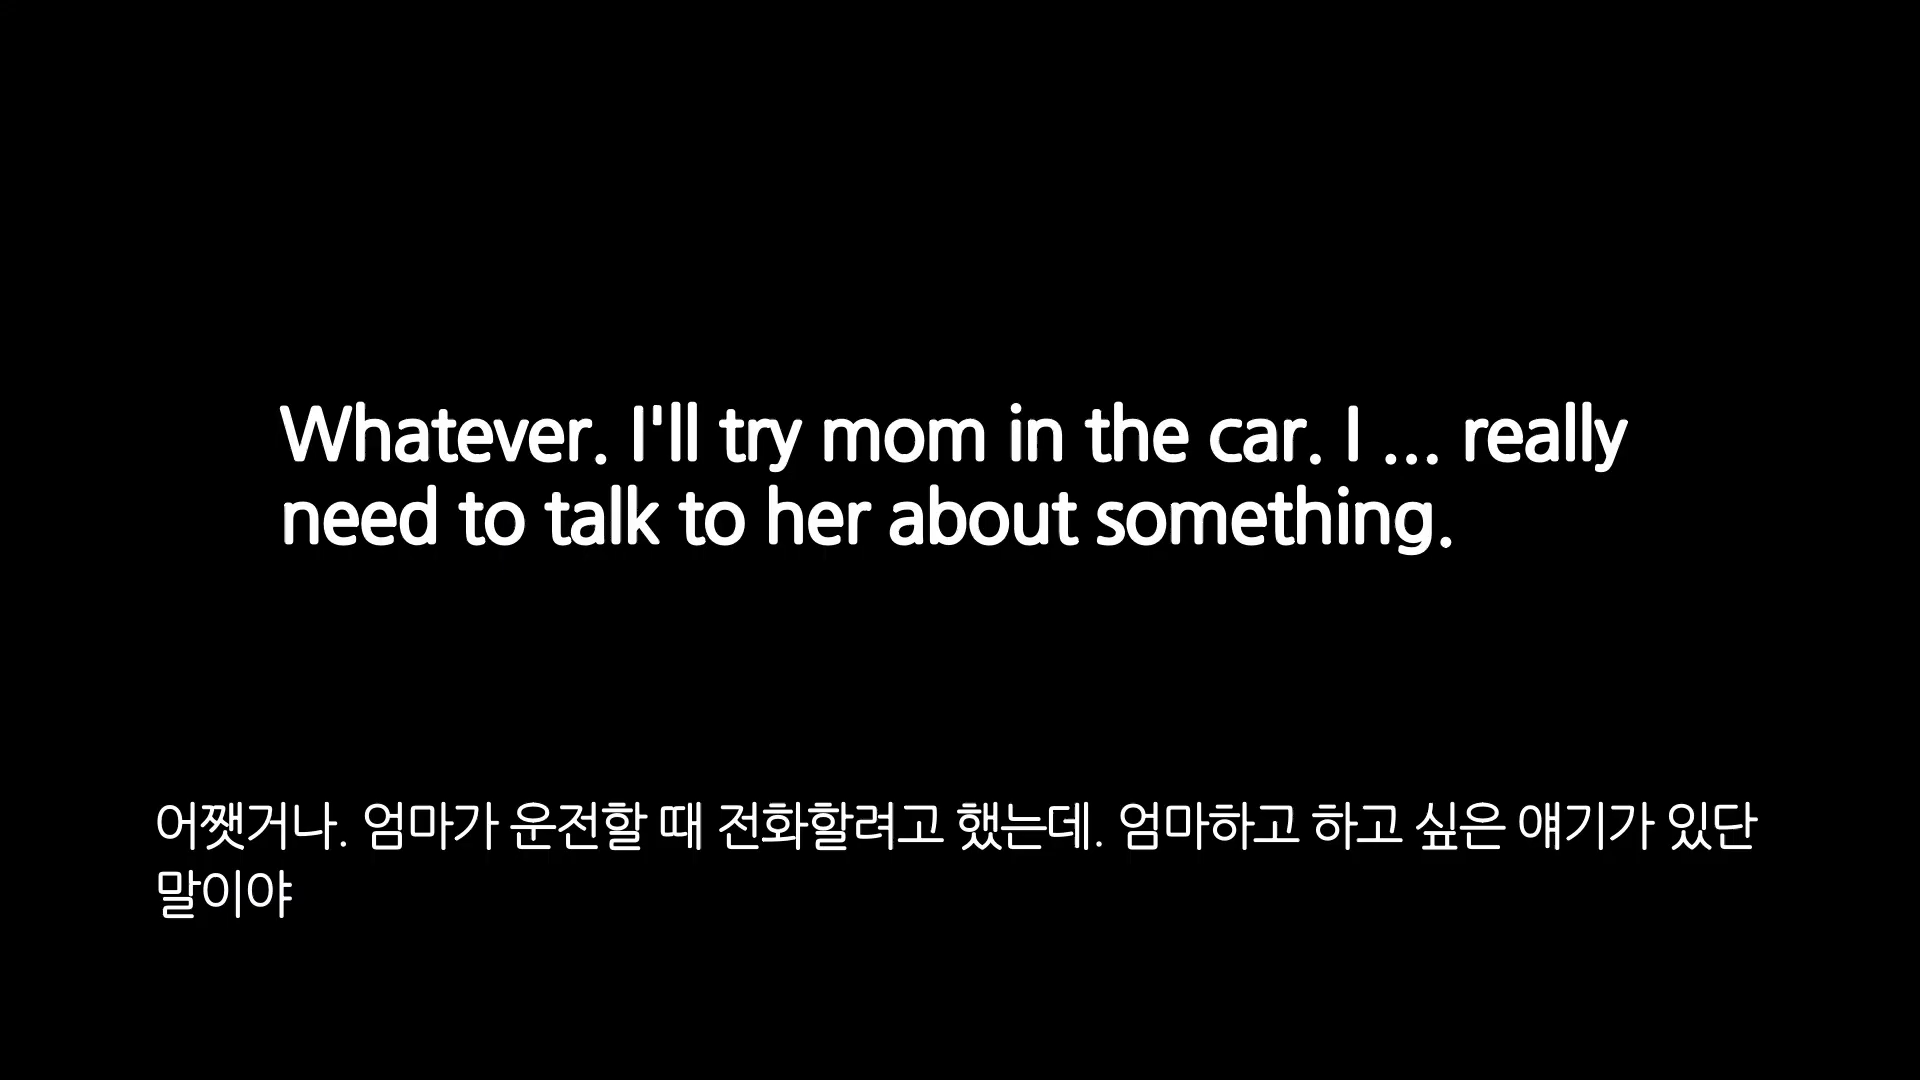 Whatever. I'll try mom in the car. I ... really
need to talk to her about something.
어쨋거나. 엄마가 운전할 때 전화할려고 했는데. 엄마하고 하고 싶은 얘기가 있단
말이야